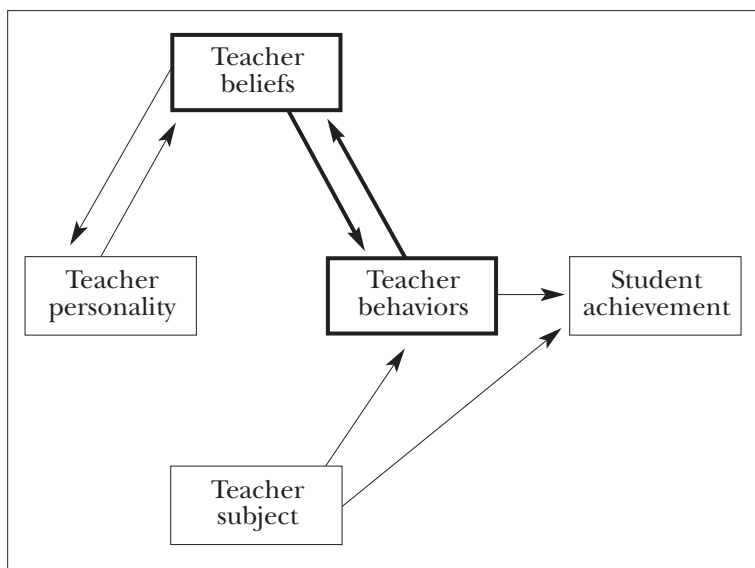 Teacher
beliefs
Teacher
personality
Teacher
behaviors
Student
achievement
Teacher
subject